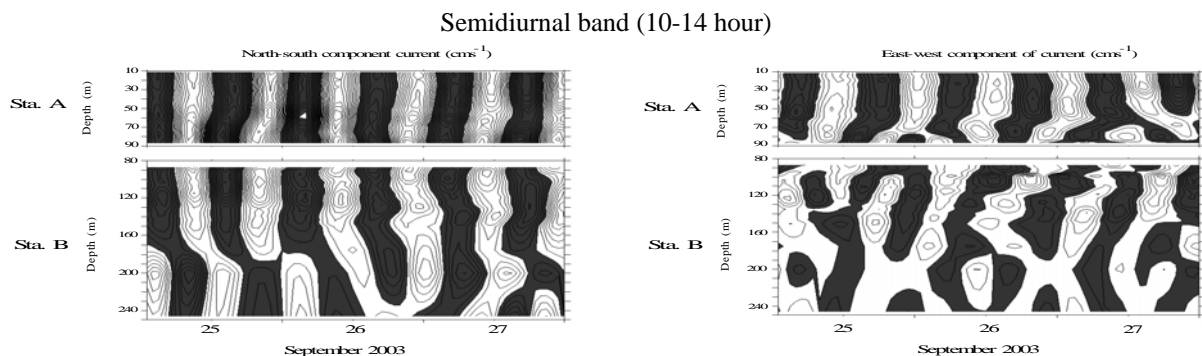 Semidiurnal band (10-14 hour)
North-south component current (cms-1)
Sta. A
Depth (m)
10
30
50
70
90
Sta. B
Depth (m)
80
120
160
200
240
25
26
27
September 2003
East-west component of current (cms-1)
Sta. A
Depth (m)
10
30
50
70
90
Sta. B
Depth (m)
80
120
160
200
240
25
26
27
September 2003